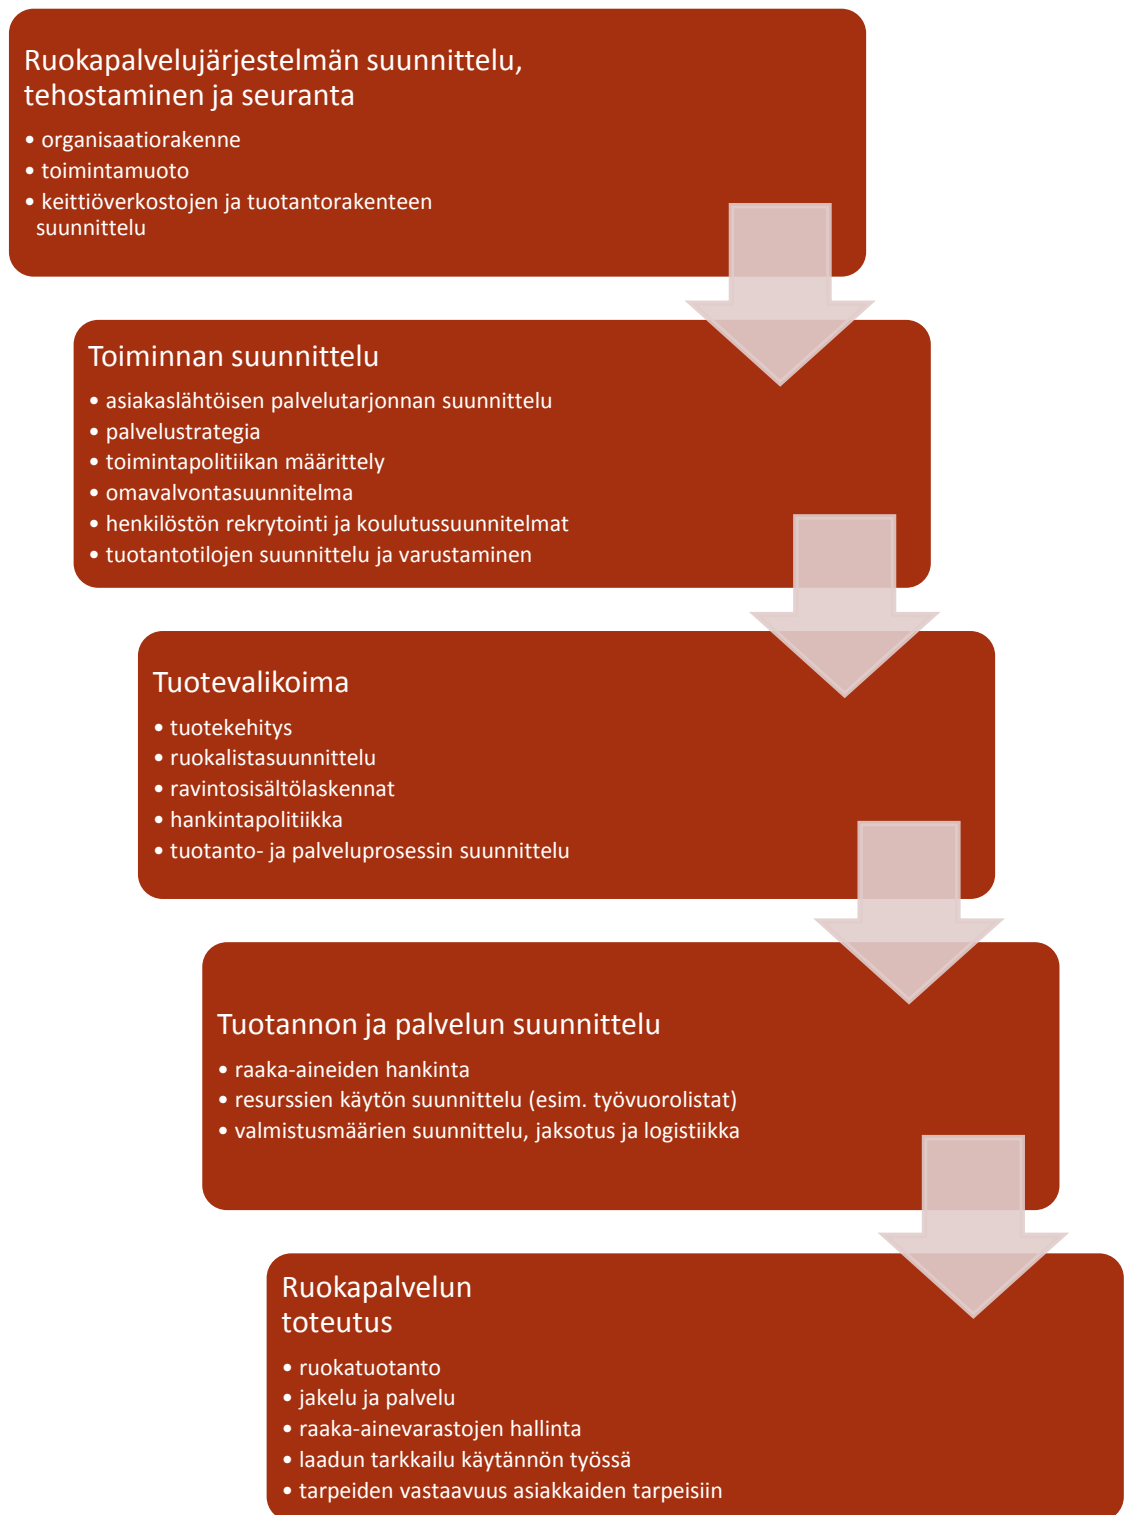 Ruokapalvelujärjestelmän suunnittelu,
tehostaminen ja seuranta
• organisaatiorakenne
• toimintamuoto
• keittiöverkostojen ja tuotantorakenteen
suunnittelu
Toiminnan suunnittelu
• asiakaslähtöisen palvelutarjonnan suunnittelu
• palvelustrategia
• toimintapolitiikan määrittely
• omavalvontasuunnitelma
• henkilöstön rekrytointi ja koulutussuunnitelmat
• tuotantotilojen suunnittelu ja varustaminen
Tuotevalikoima
• tuotekehitys
• ruokalistasuunnittelu
• ravintosisältölaskennat
• hankintapolitiikka
• tuotanto- ja palveluprosessin suunnittelu
Tuotannon ja palvelun suunnittelu
• raaka-aineiden hankinta
• resurssien käytön suunnittelu (esim. työvuorolistat)
• valmistusmäärien suunnittelu, jaksotus ja logistiikka
Ruokapalvelun
toteutus
• ruokatuotanto
• jakelu ja palvelu
• raaka-ainevarastojen hallinta
• laadun tarkkailu käytännön työssä
• tarpeiden vastaavuus asiakkaiden tarpeisiin